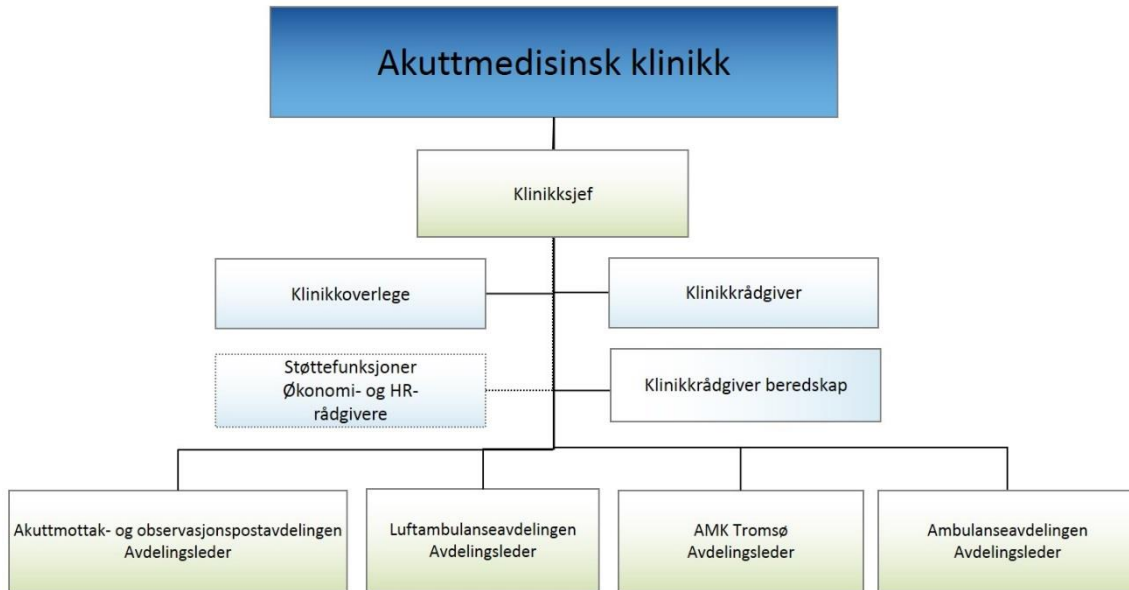 Akuttmedisinsk klinikk
Klinikksjef
Klinikkoverlege
Klinikkrådgiver
Støttefunksjoner
Økonomi- og HR-
rådgivere
Klinikkrådgiver beredskap
Akuttmottak- og observasjonspostavdelingen
Avdelingsleder
Luftambulanseavdelingen
Avdelingsleder
AMK Tromsø
Avdelingsleder
Ambulanseavdelingen
Avdelingsleder